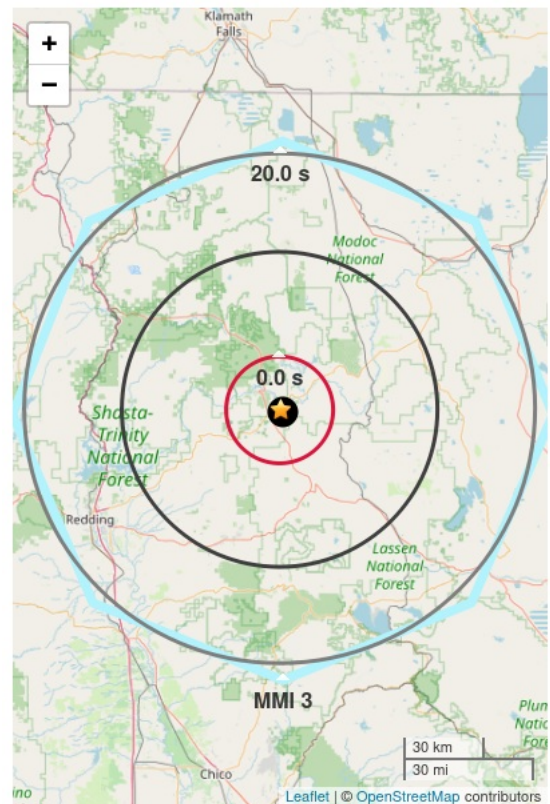 Klamath
Falls
+
−
20.0 s
Modoc
National
Forest
0.0 s
Shasta-
Trinity
National
Forest
Redding
Lassen
National
Forest
MMI 3
Plum
Natio
Fore
30 km
30 mi
Chico
ino
Leaflet | © OpenStreetMap contributors